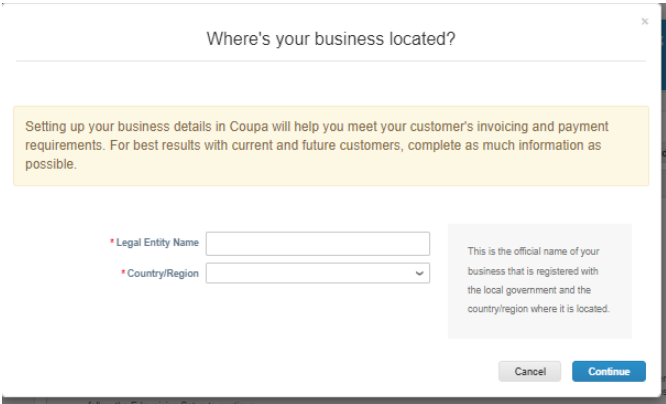 ×
Where's your business located?
Setting up your business details in Coupa will help you meet your customer's invoicing and payment
requirements. For best results with current and future customers, complete as much information as
possible.
* Legal Entity Name
* Country/Region
This is the official name of your
business that is registered with
the local government and the
country/region where it is located.
Cancel
Continue